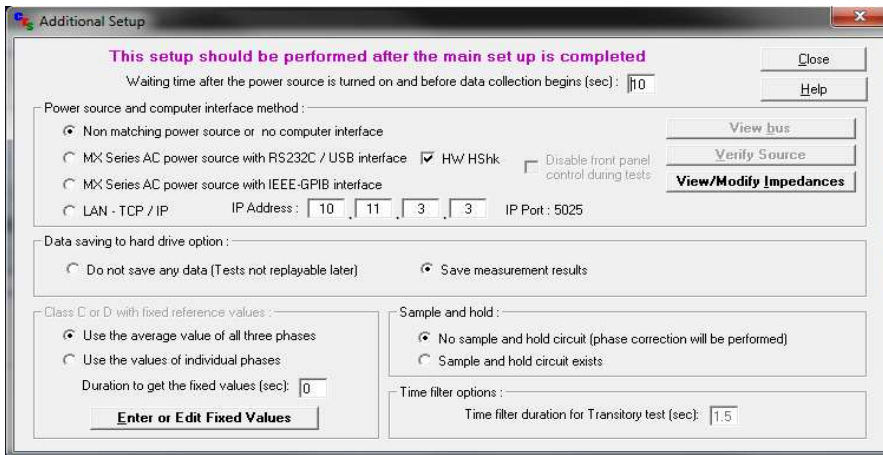 CTS Additional Setup
This setup should be performed after the main set up is completed
Waiting time after the power source is turned on and before data collection begins (sec) : 10
Close
Help
Power source and computer interface method :
Non matching power source or no computer interface
View bus
MX Series AC power source with RS232C / USB interface HW HShk Disable front panel control during tests
Verify Source
MX Series AC power source with IEEE-GPIB interface
View/Modify Impedances
LAN - TCP / IP IP Address : 10 . 11 . 3 . 3 IP Port : 5025
Data saving to hard drive option :
Do not save any data (Tests not replayable later) Save measurement results
Class C or D with fixed reference values :
Use the average value of all three phases
Use the values of individual phases
Duration to get the fixed values (sec): 0
Enter or Edit Fixed Values
Sample and hold :
No sample and hold circuit (phase correction will be performed)
Sample and hold circuit exists
Time filter options :
Time filter duration for Transitory test (sec): 1.5